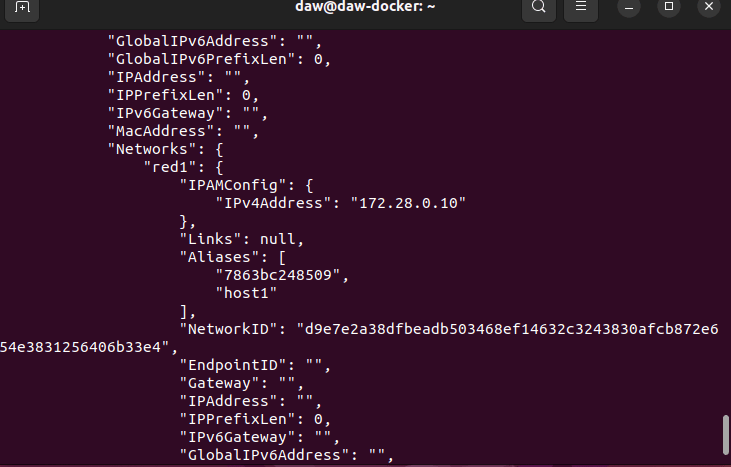 daw@daw-docker: ~
"GlobalIPv6Address": "",
"GlobalIPv6PrefixLen": 0,
"IPAddress": "",
"IPPrefixLen": 0,
"IPv6Gateway": "",
"MacAddress": "",
"Networks": {
"red1": {
"IPAMConfig": {
"IPv4Address": "172.28.0.10"
},
"Links": null,
"Aliases": [
"7863bc248509",
"host1"
],
"NetworkID": "d9e7e2a38dfbeadb503468ef14632c3243830afcb872e6
54e3831256406b33e4",
"EndpointID": "",
"Gateway": "",
"IPAddress": "",
"IPPrefixLen": 0,
"IPv6Gateway": "",
"GlobalIPv6Address": "",